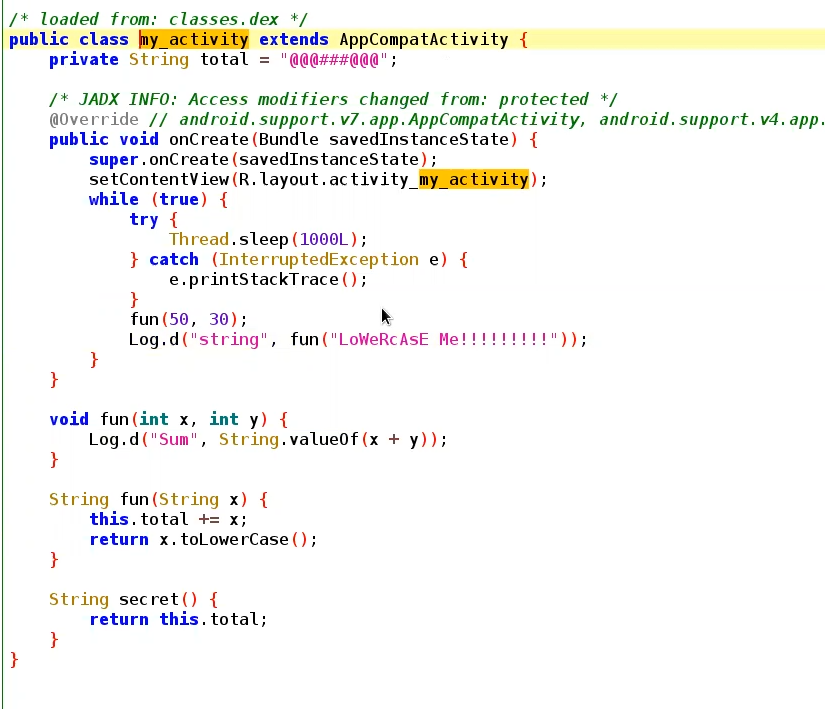 /* loaded from: classes.dex */
public class my_activity extends AppCompatActivity {
    private String total = "@@@###@@@";

    /* JADX INFO: Access modifiers changed from: protected */
    @Override // android.support.v7.app.AppCompatActivity, android.support.v4.app.
    public void onCreate(Bundle savedInstanceState) {
        super.onCreate(savedInstanceState);
        setContentView(R.layout.activity_my_activity);
        while (true) {
            try {
                Thread.sleep(1000L);
            } catch (InterruptedException e) {
                e.printStackTrace();
            }
            fun(50, 30);
            Log.d("string", fun("LoWeRcAsE Me!!!!!!!!!"));
        }
    }

    void fun(int x, int y) {
        Log.d("Sum", String.valueOf(x + y));
    }

    String fun(String x) {
        this.total += x;
        return x.toLowerCase();
    }

    String secret() {
        return this.total;
    }
}